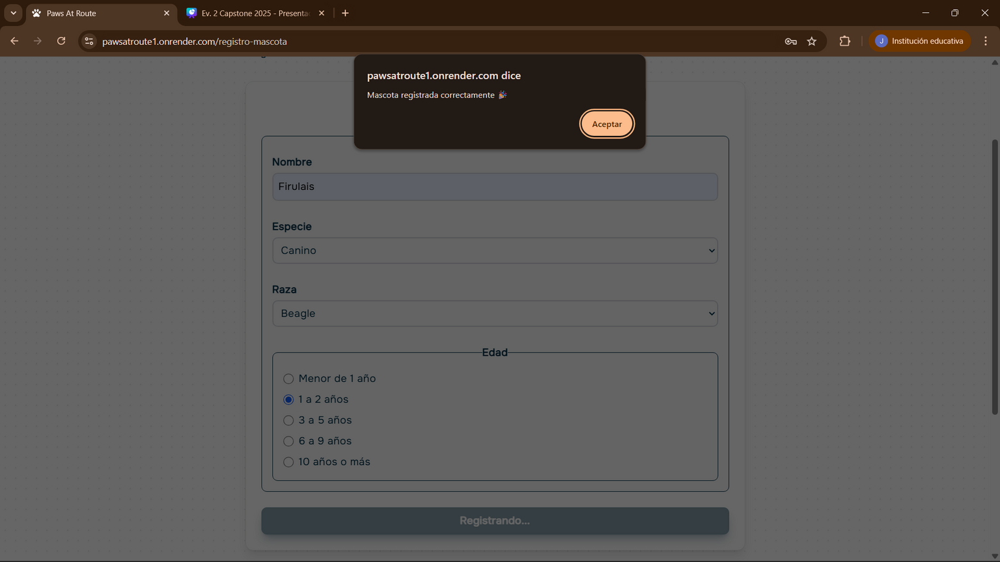 Paws At Route
Ev. 2 Capstone 2025 - Presenta
pawsatroute1.onrender.com/registro-mascota
J
Institución educativa
pawsatroute1.onrender.com dice
Mascota registrada correctamente 🎉
Aceptar
Nombre
Firulais
Especie
Canino
Raza
Beagle
Edad
Menor de 1 año
1 a 2 años
3 a 5 años
6 a 9 años
10 años o más
Registrando...